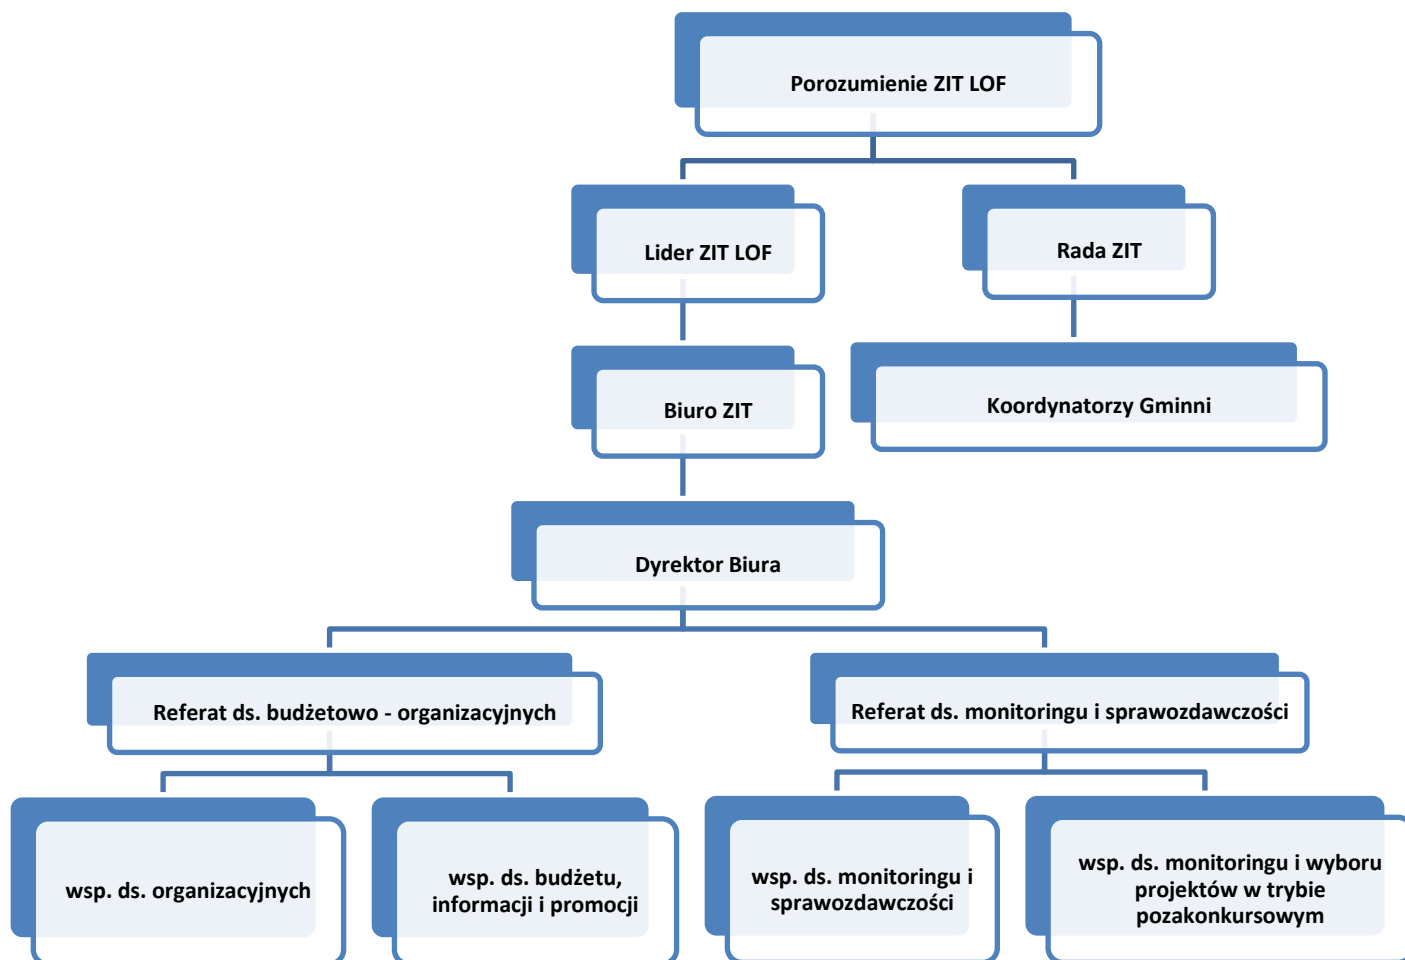 Porozumienie ZIT LOF
Lider ZIT LOF
Rada ZIT
Biuro ZIT
Koordynatorzy Gminni
Dyrektor Biura
Referat ds. budżetowo - organizacyjnych
Referat ds. monitoringu i sprawozdawczości
wsp. ds. organizacyjnych
wsp. ds. budżetu,
informacji i promocji
wsp. ds. monitoringu i
sprawozdawczości
wsp. ds. monitoringu i wyboru
projektów w trybie
pozakonkursowym